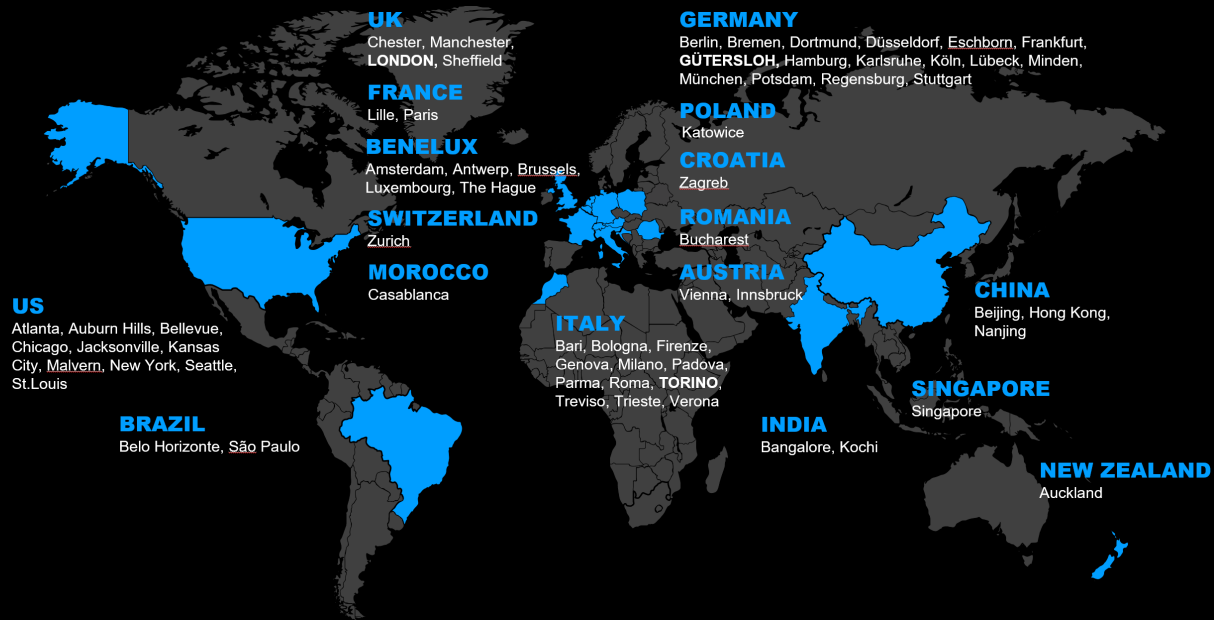 UK
Chester, Manchester,
LONDON, Sheffield
FRANCE
Lille, Paris
BENELUX
Amsterdam, Antwerp, Brussels,
Luxembourg, The Hague
SWITZERLAND
Zurich
MOROCCO
Casablanca
GERMANY
Berlin, Bremen, Dortmund, Düsseldorf, Eschborn, Frankfurt,
GÜTERSLOH, Hamburg, Karlsruhe, Köln, Lübeck, Minden,
München, Potsdam, Regensburg, Stuttgart
POLAND
Katowice
CROATIA
Zagreb
ROMANIA
Bucharest
AUSTRIA
Vienna, Innsbruck
US
Atlanta, Auburn Hills, Bellevue,
Chicago, Jacksonville, Kansas
City, Malvern, New York, Seattle,
St.Louis
BRAZIL
Belo Horizonte, São Paulo
ITALY
Bari, Bologna, Firenze,
Genova, Milano, Padova,
Parma, Roma, TORINO,
Treviso, Trieste, Verona
CHINA
Beijing, Hong Kong,
Nanjing
SINGAPORE
Singapore
INDIA
Bangalore, Kochi
NEW ZEALAND
Auckland